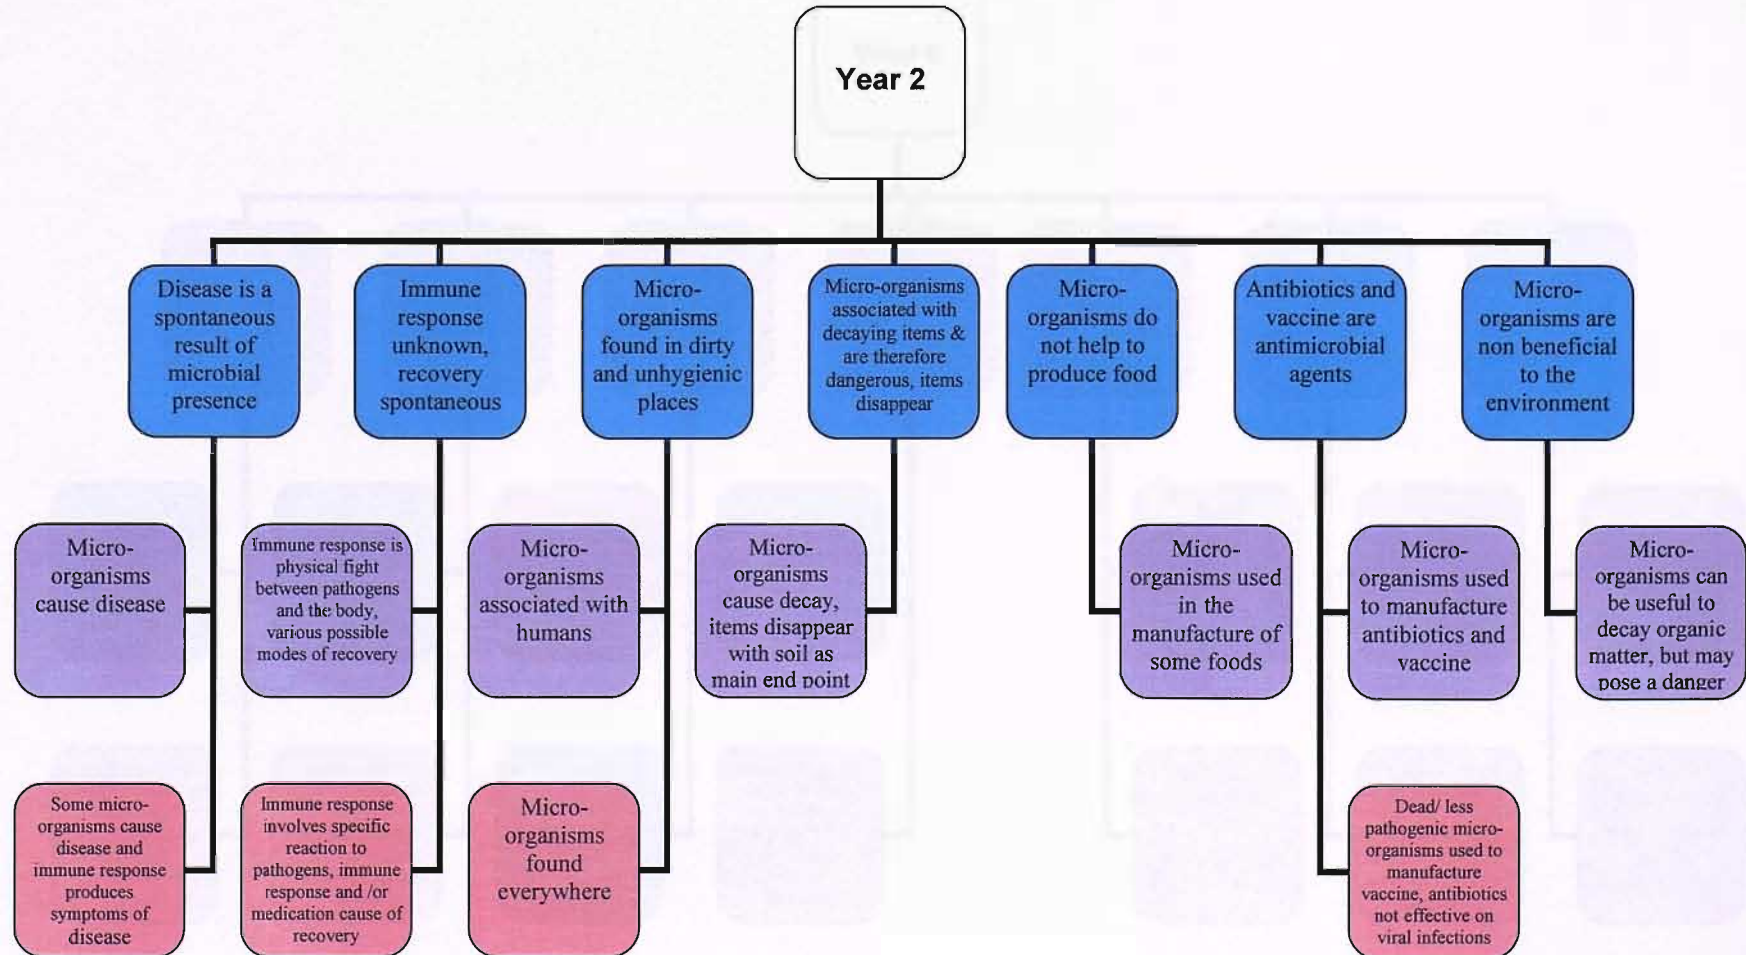 Year 2
Disease is a
spontaneous
result of
microbial
presence
Immune
response
unknown,
recovery
spontaneous
Micro-
organisms
found in dirty
and unhygienic
places
Micro-organisms
associated with
decaying items &
are therefore
dangerous, items
disappear
Micro-
organisms do
not help to
produce food
Antibiotics and
vaccine are
antimicrobial
agents
Micro-
organisms are
non beneficial
to the
environment
Micro-
organisms
cause disease
Immune response is
physical fight
between pathogens
and the body,
various possible
modes of recovery
Micro-
organisms
associated with
humans
Micro-
organisms
cause decay,
items disappear
with soil as
main end point
Micro-
organisms used
in the
manufacture of
some foods
Micro-
organisms used
to manufacture
antibiotics and
vaccine
Micro-
organisms can
be useful to
decay organic
matter, but may
pose a danger
Some micro-
organisms cause
disease and
immune response
produces
symptoms of
disease
Immune response
involves specific
reaction to
pathogens, immune
response and /or
medication cause of
recovery
Micro-
organisms
found
everywhere
Dead/ less
pathogenic micro-
organisms used to
manufacture
vaccine, antibiotics
not effective on
viral infections